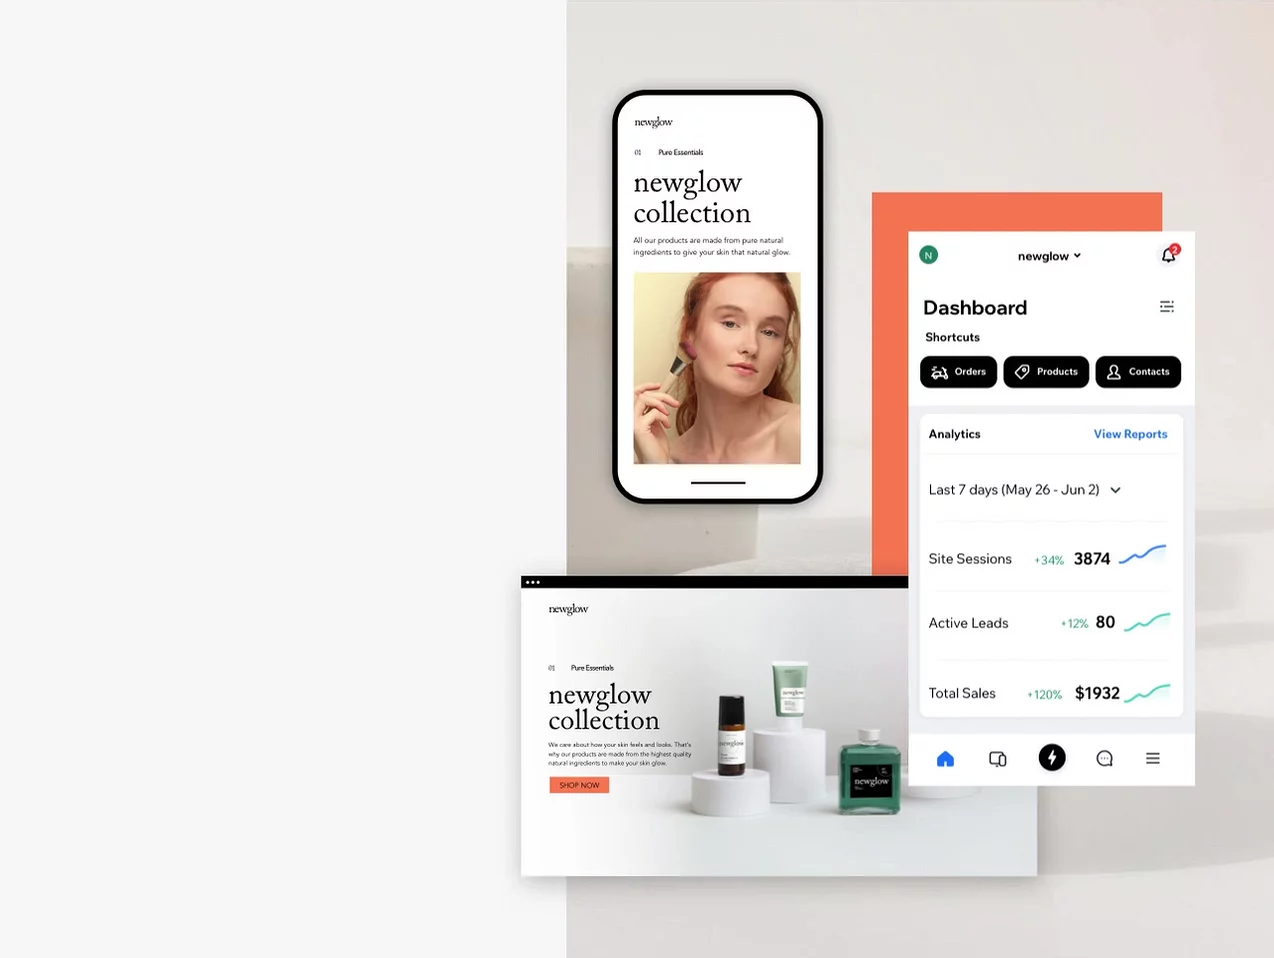 newglow
01 Pure Essentials
newglow
collection
All our products are made from pure natural
ingredients to give your skin that natural glow.
N
newglow
2
Dashboard
Shortcuts
Orders
Products
Contacts
Analytics
View Reports
Last 7 days (May 26 - Jun 2)
Site Sessions +34% 3874
Active Leads +12% 80
Total Sales +120% $1932
newglow
01 Pure Essentials
newglow
collection
We care about how your skin feels and looks. That's
why our products are made from the highest quality
natural ingredients to make your skin glow.
SHOP NOW
newglow
newglow
newglow